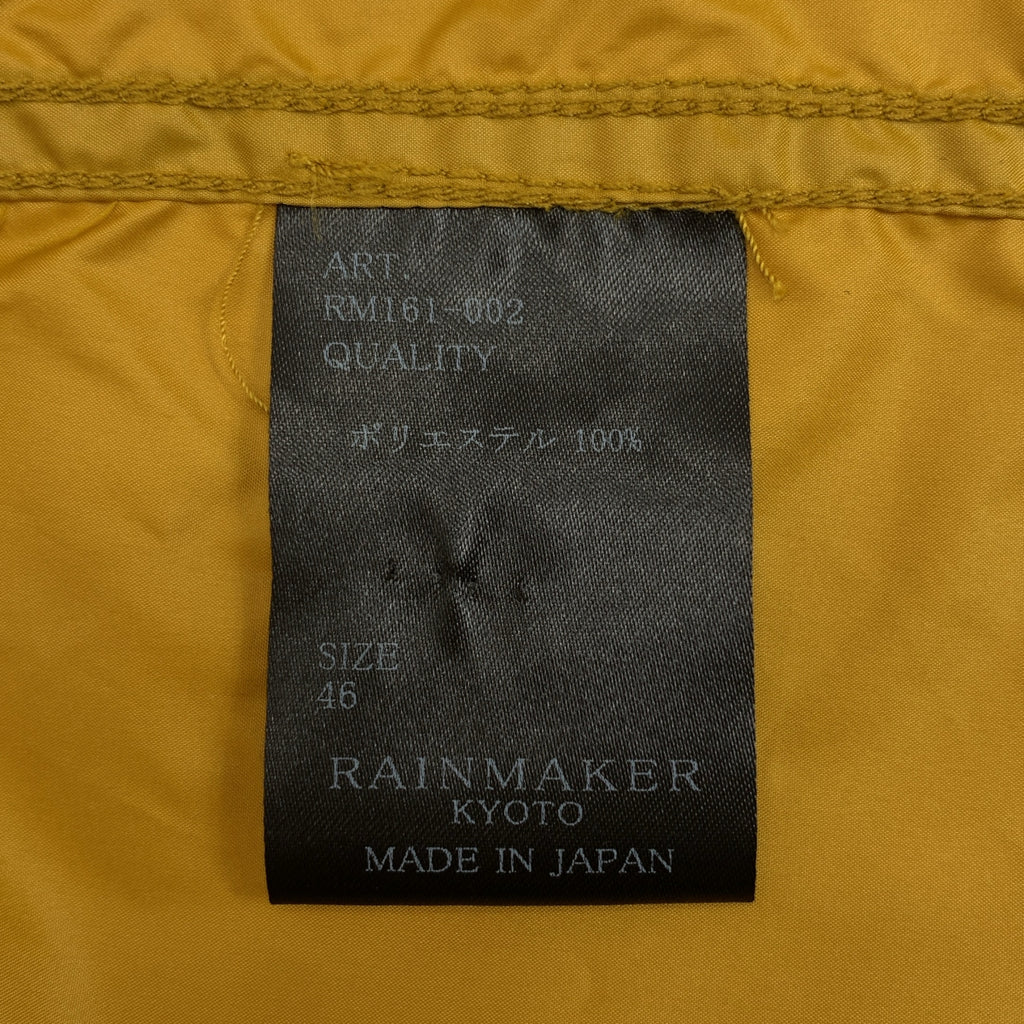 ART.
RM161-002
QUALITY
ポリエステル 100%
SIZE
46
RAINMAKER
KYOTO
MADE IN JAPAN